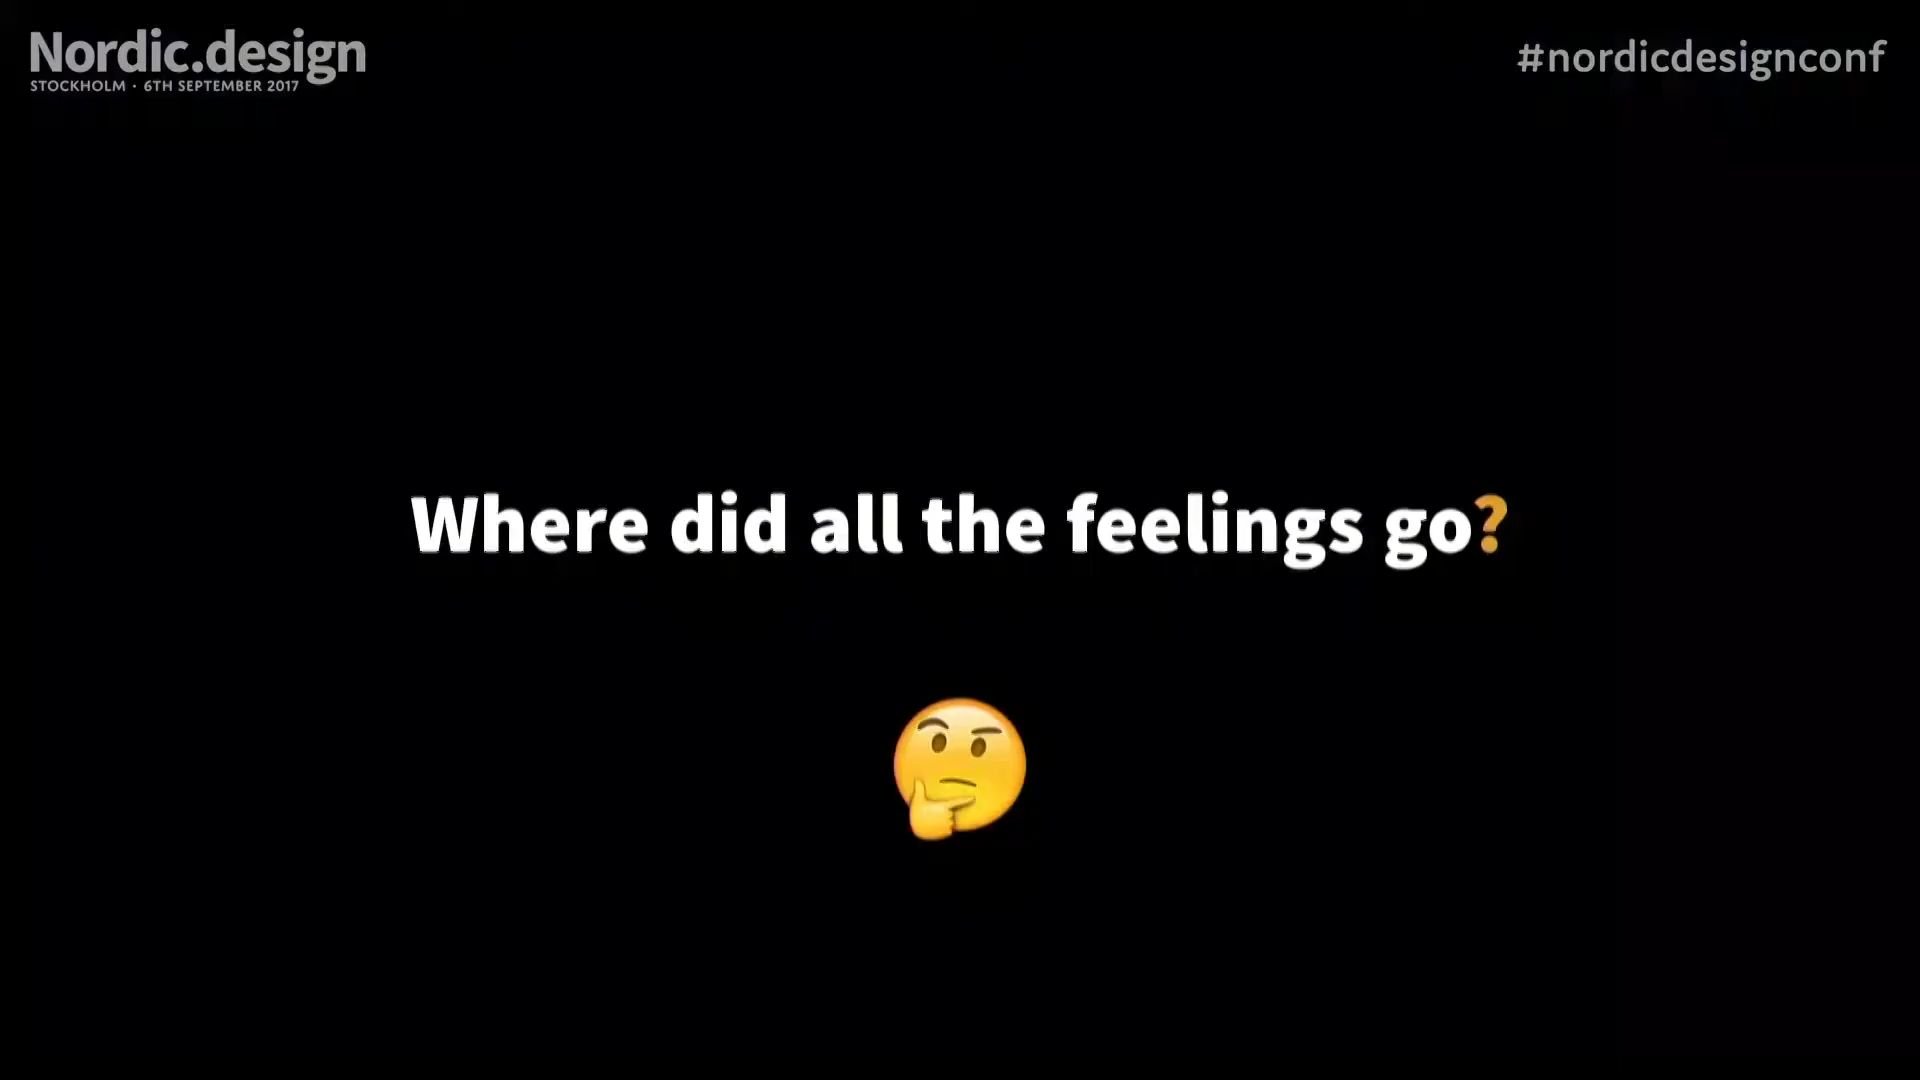 Nordic.design
STOCKHOLM · 6TH SEPTEMBER 2017
#nordicdesignconf
Where did all the feelings go?